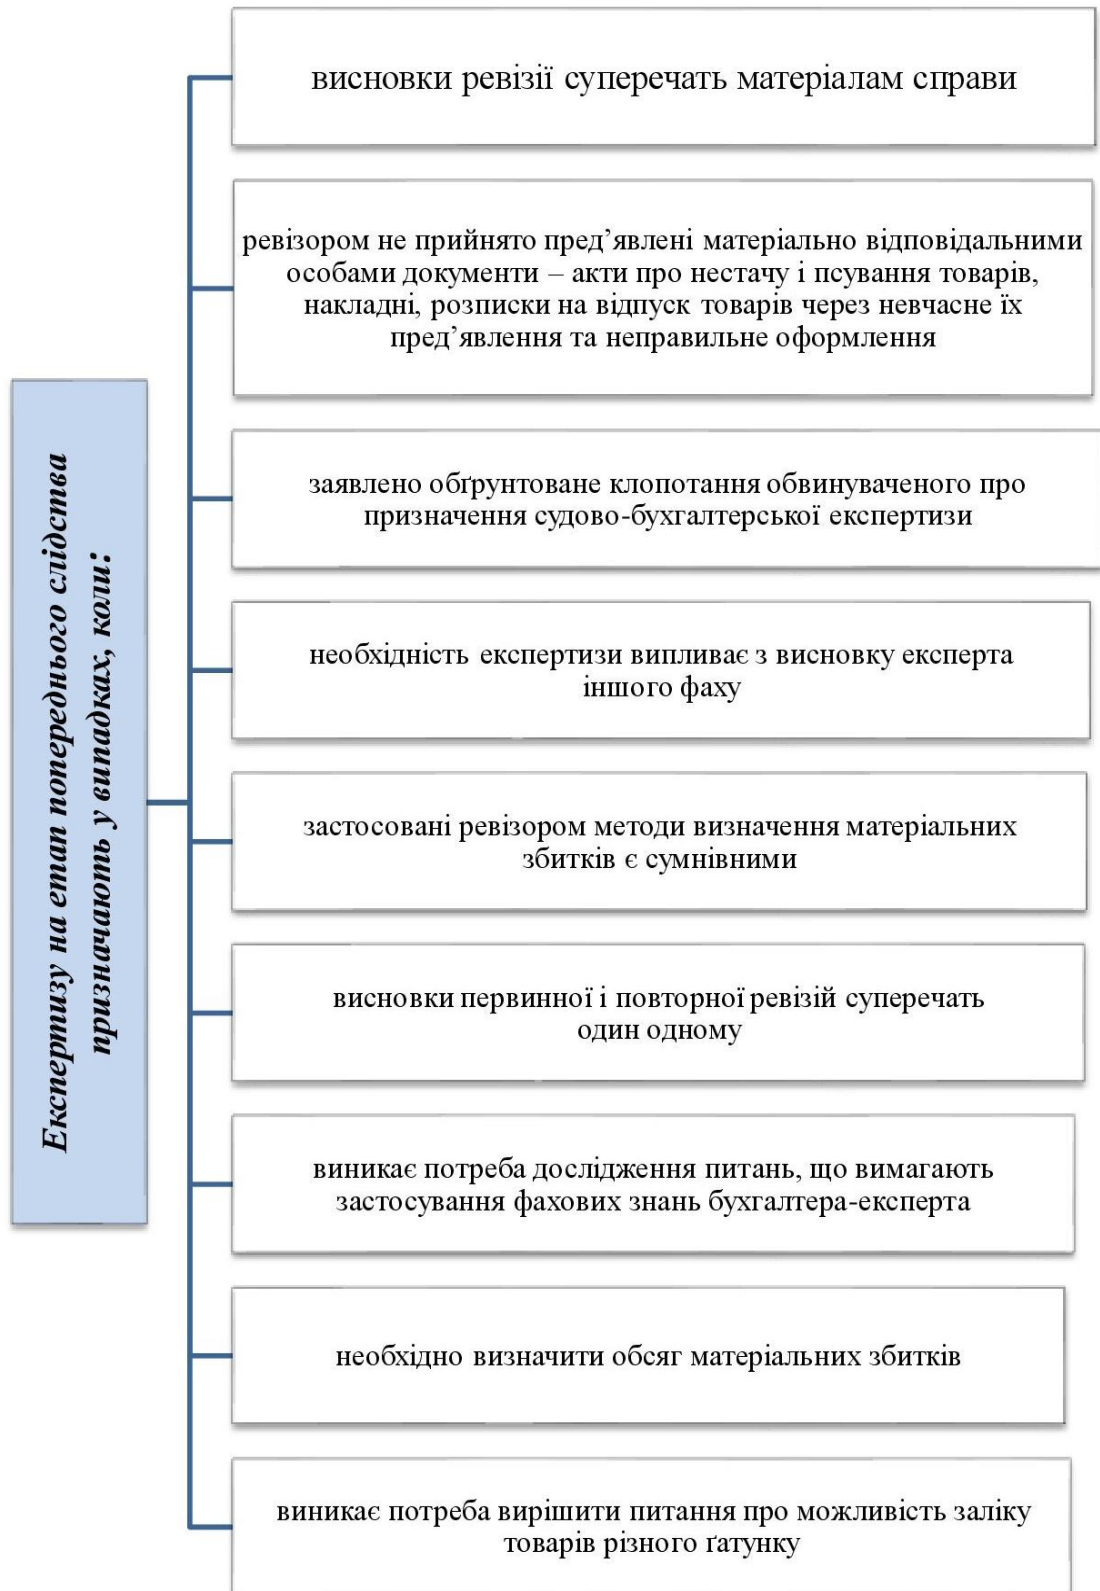 Експертизу на етап попереднього слідства
призначають у випадках, коли:
висновки ревізії суперечать матеріалам справи
ревізором не прийнято пред’явлені матеріально відповідальними
особами документи – акти про нестачу і псування товарів,
накладні, розписки на відпуск товарів через невчасне їх
пред’явлення та неправильне оформлення
заявлено обґрунтоване клопотання обвинуваченого про
призначення судово-бухгалтерської експертизи
необхідність експертизи випливає з висновку експерта
іншого фаху
застосовані ревізором методи визначення матеріальних
збитків є сумнівними
висновки первинної і повторної ревізій суперечать
один одному
виникає потреба дослідження питань, що вимагають
застосування фахових знань бухгалтера-експерта
необхідно визначити обсяг матеріальних збитків
виникає потреба вирішити питання про можливість заліку
товарів різного ґатунку